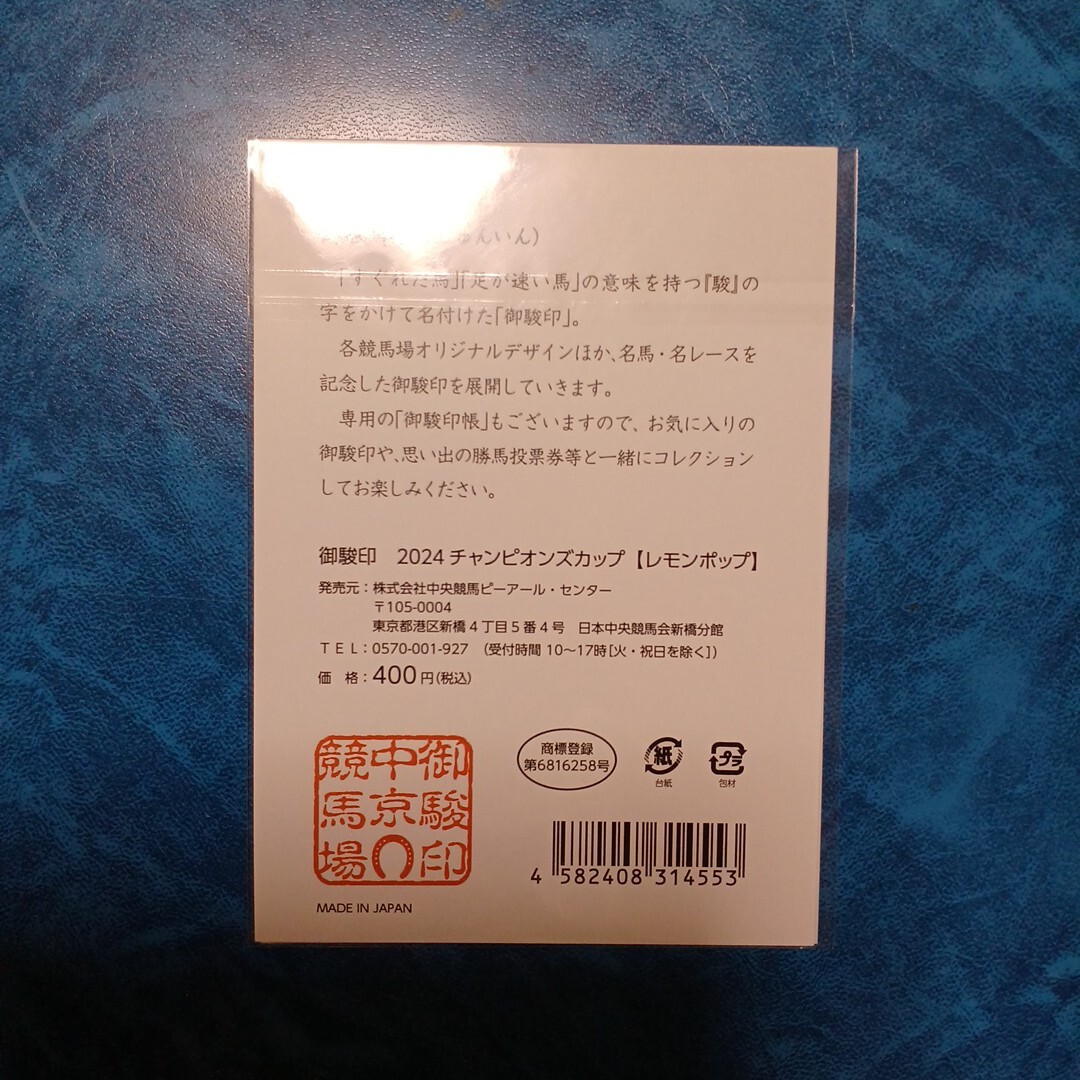 んいん)
「すぐれた馬」「足が速い馬」の意味を持つ『駿』の
字をかけて名付けた「御駿印」。
各競馬場オリジナルデザインほか、名馬・名レースを
記念した御駿印を展開していきます。
専用の「御駿印帳」もございますので、お気に入りの
御駿印や、思い出の勝馬投票券等と一緒にコレクション
してお楽しみください。
御駿印 2024 チャンピオンズカップ【レモンポップ】
発売元:株式会社中央競馬ピーアール・センター
〒105-0004
東京都港区新橋4丁目5番4号 日本中央競馬会新橋分館
TEL:0570-001-927 (受付時間 10〜17時[火・祝日を除く])
価 格:400円(税込)
御駿印
中京
競馬場
商標登録
第6816258号
紙
台紙
プラ
包材
4 582408 314553
MADE IN JAPAN